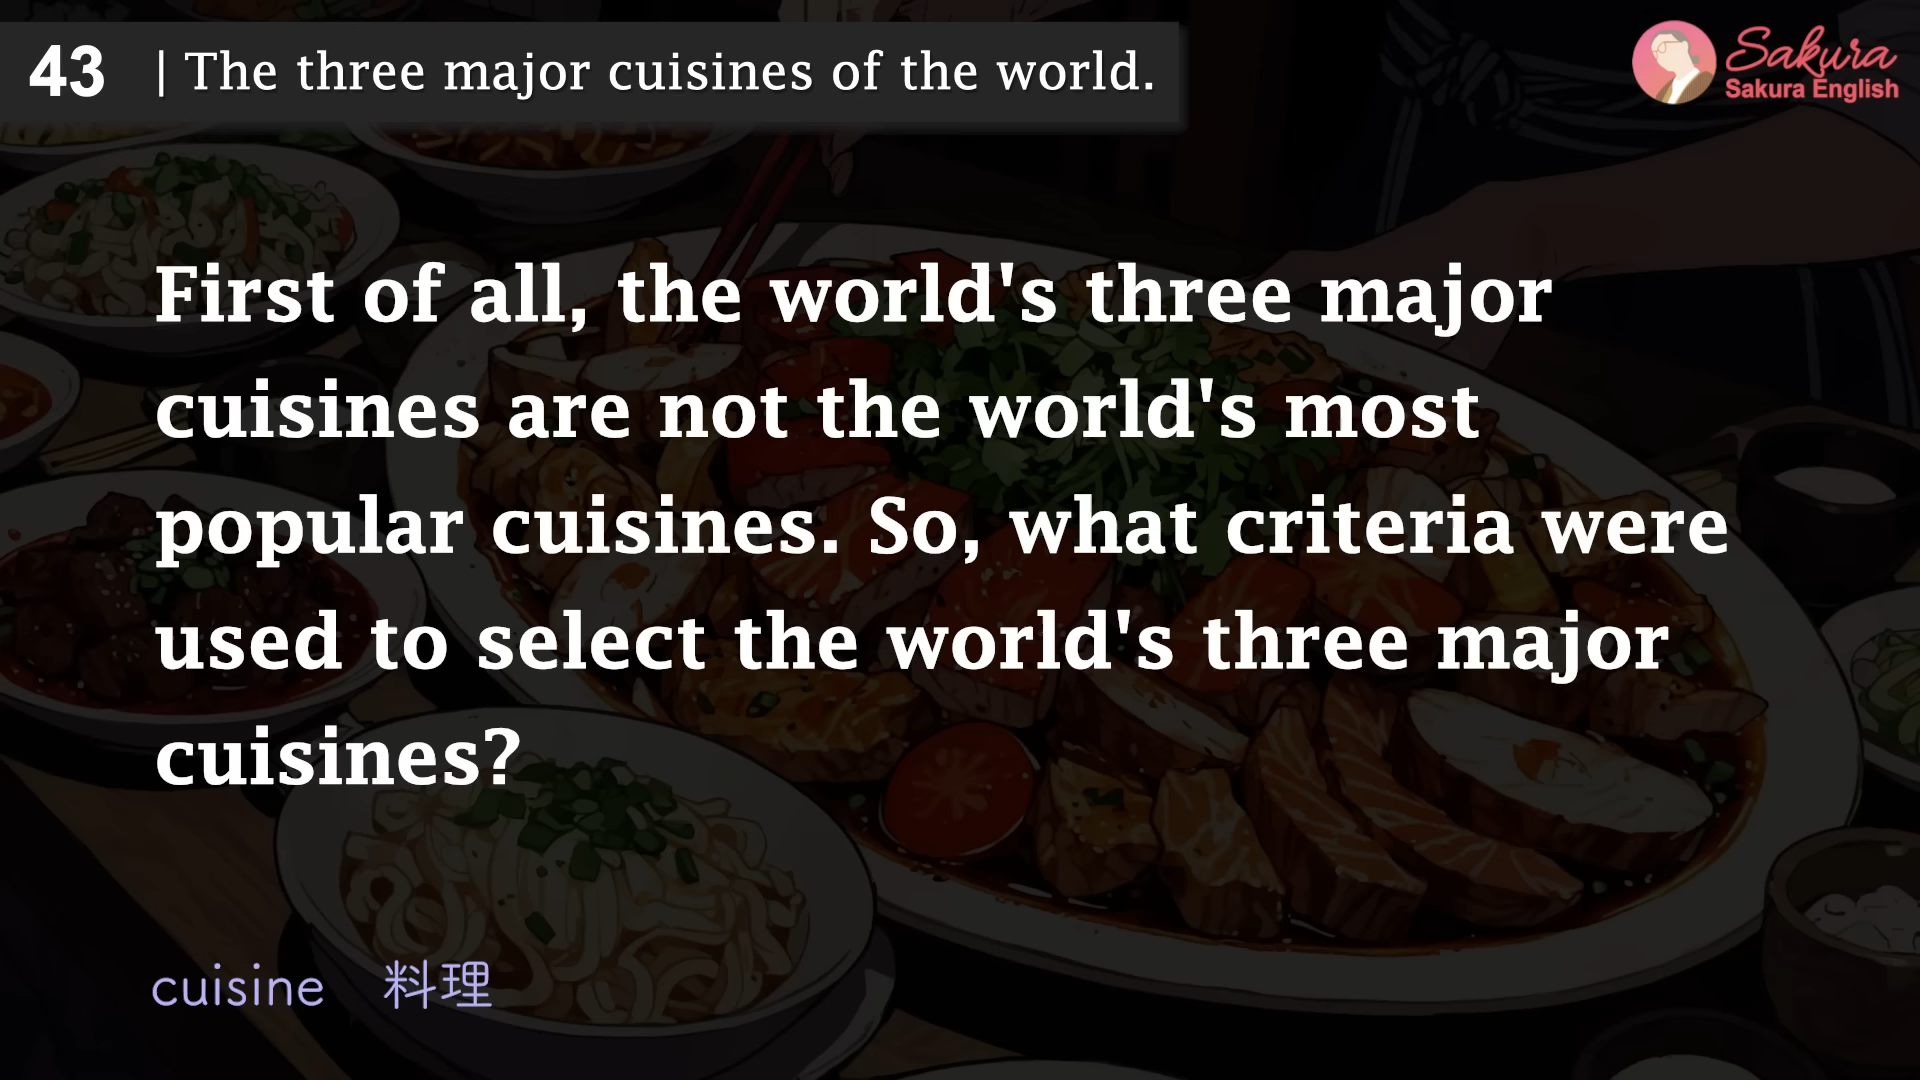 43 | The three major cuisines of the world.
Sakura
Sakura English
First of all, the world's three major
cuisines are not the world's most
popular cuisines. So, what criteria were
used to select the world's three major
cuisines?
cuisine 料理